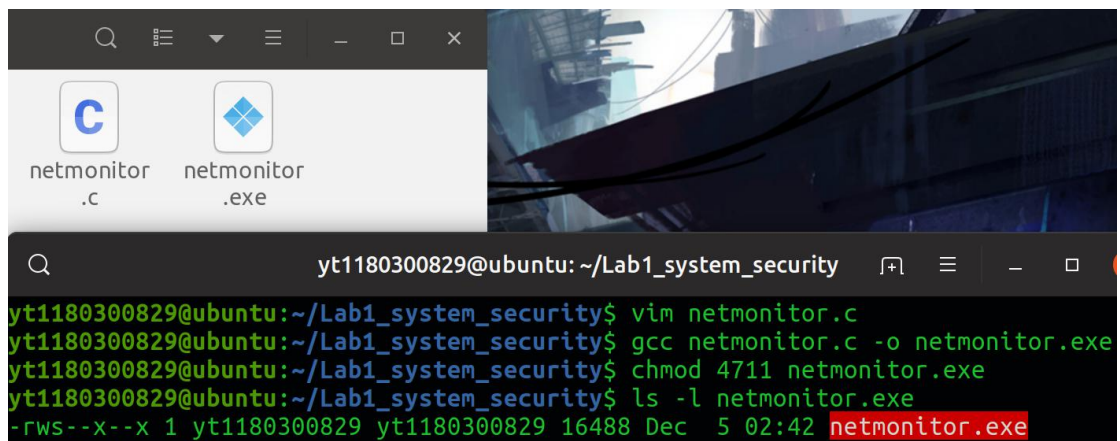 netmonitor
.c
netmonitor
.exe
yt1180300829@ubuntu: ~/Lab1_system_security
yt1180300829@ubuntu:~/Lab1_system_security$ vim netmonitor.c
yt1180300829@ubuntu:~/Lab1_system_security$ gcc netmonitor.c -o netmonitor.exe
yt1180300829@ubuntu:~/Lab1_system_security$ chmod 4711 netmonitor.exe
yt1180300829@ubuntu:~/Lab1_system_security$ ls -l netmonitor.exe
-rws--x--x 1 yt1180300829 yt1180300829 16488 Dec  5 02:42 netmonitor.exe